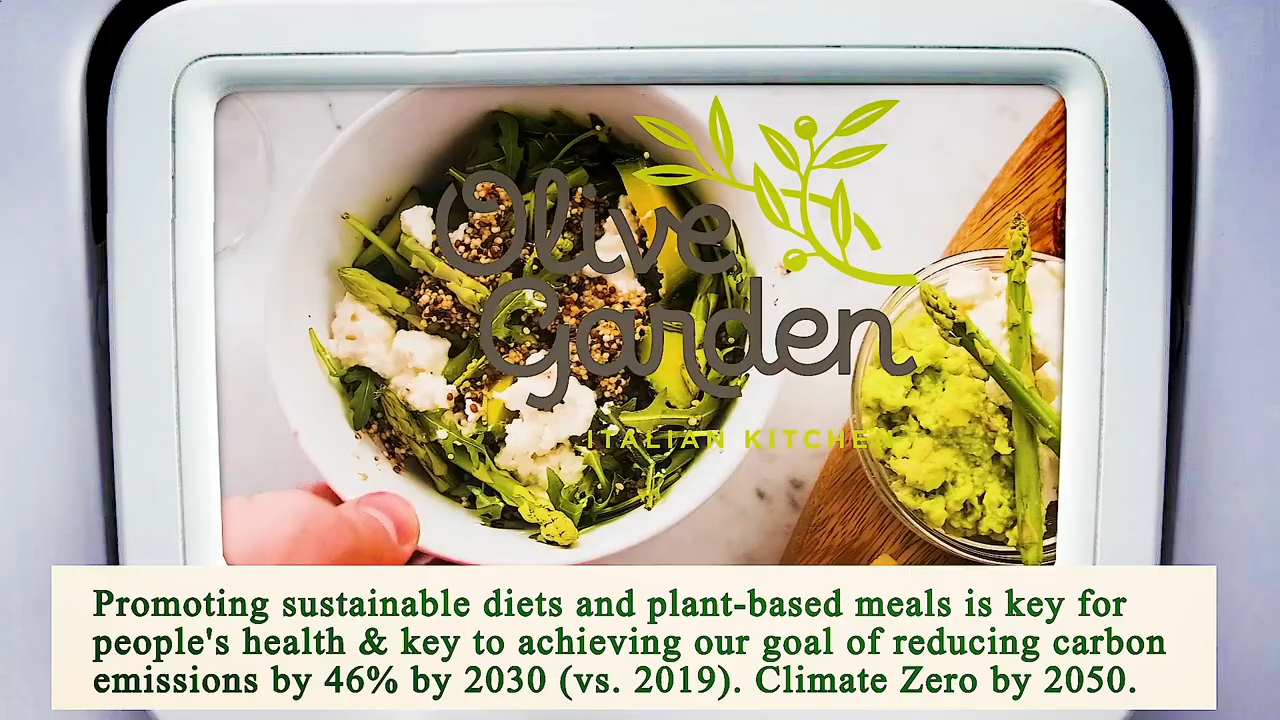 Olive
Garden
ITALIAN KITCHEN
Promoting sustainable diets and plant-based meals is key for
people's health & key to achieving our goal of reducing carbon
emissions by 46% by 2030 (vs. 2019). Climate Zero by 2050.